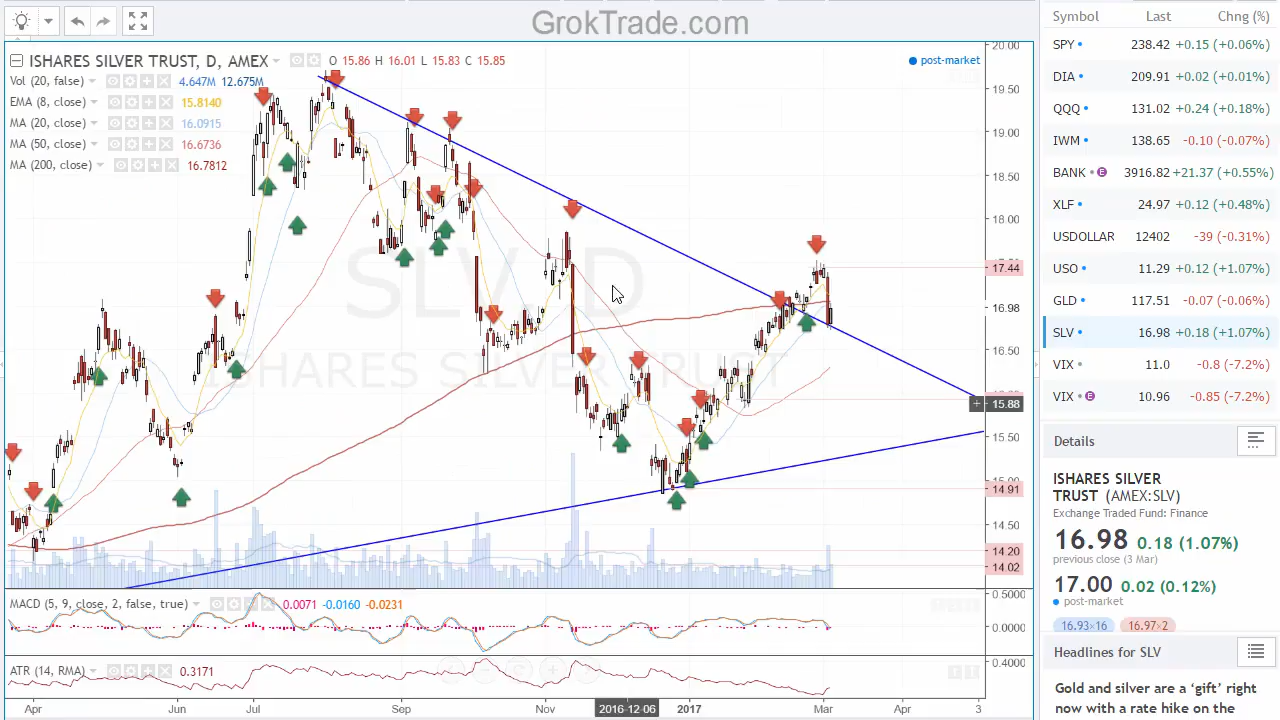 GrokTrade.com
ISHARES SILVER TRUST, D, AMEX O 15.86 H 16.01 L 15.83 C 15.85
post-market
Vol (20, false) 4.647M 12.675M
EMA (8, close) 15.8140
MA (20, close) 16.0915
MA (50, close) 16.6736
MA (200, close) 16.7812
SLV, D
ISHARES SILVER TRUST
20.00
19.50
19.00
18.50
18.00
17.44
16.98
16.50
+ 15.88
15.50
14.91
14.50
14.20
14.02
MACD (5, 9, close, 2, false, true) 0.0071 -0.0160 -0.0231
0.5000
0.0000
ATR (14, RMA) 0.3171
0.4000
Apr Jun Jul Sep Nov 2016-12-06 2017 Mar Apr 3
Symbol Last Chng (%)
SPY 238.42 +0.15 (+0.06%)
DIA 209.91 +0.02 (+0.01%)
QQQ 131.02 +0.24 (+0.18%)
IWM 138.65 -0.10 (-0.07%)
BANK E 3916.82 +21.37 (+0.55%)
XLF 24.97 +0.12 (+0.48%)
USDOLLAR 12402 -39 (-0.31%)
USO 11.29 +0.12 (+1.07%)
GLD 117.51 -0.07 (-0.06%)
SLV 16.98 +0.18 (+1.07%)
VIX 11.0 -0.8 (-7.2%)
VIX E 10.96 -0.85 (-7.2%)
Details
ISHARES SILVER
TRUST (AMEX:SLV)
Exchange Traded Fund: Finance
16.98 0.18 (1.07%)
previous close (3 Mar)
17.00 0.02 (0.12%)
post-market
16.93×16 16.97×2
Headlines for SLV
Gold and silver are a ‘gift’ right
now with a rate hike on the